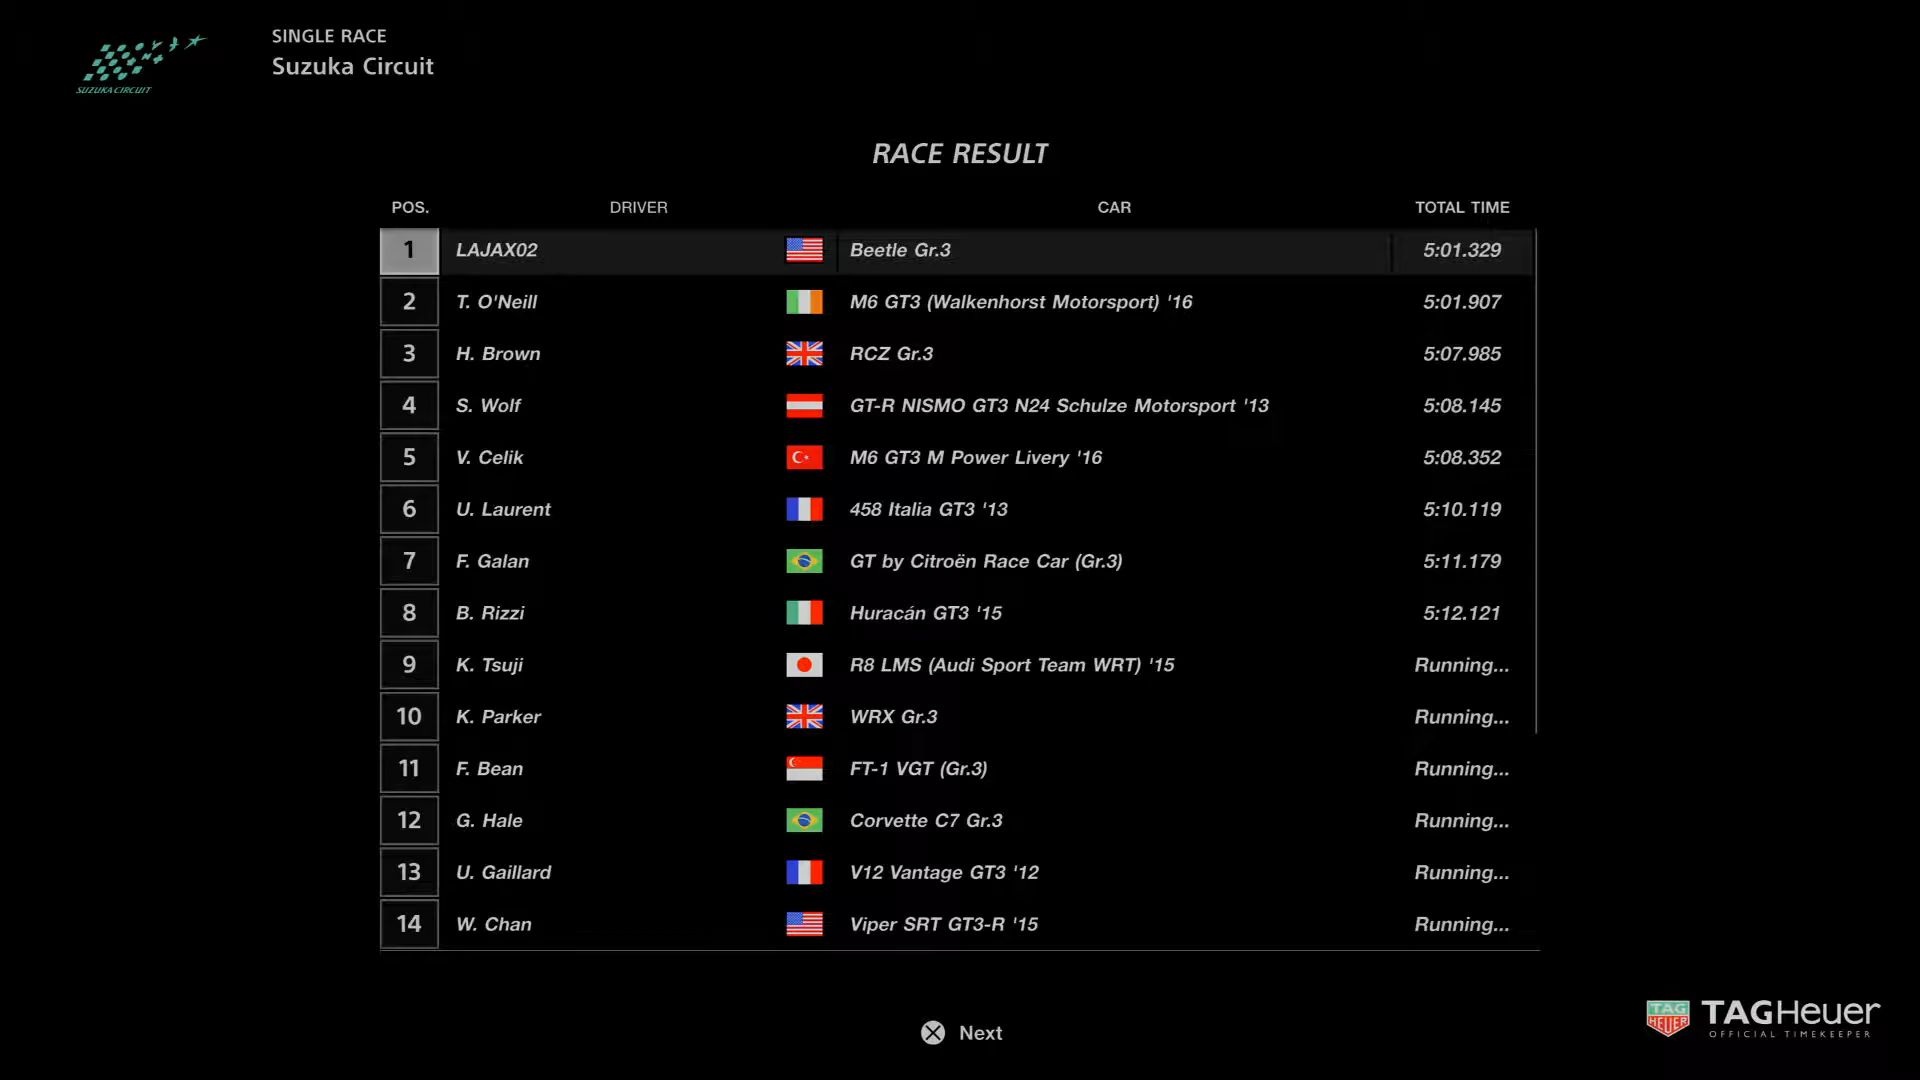 SUZUKA CIRCUIT
SINGLE RACE
Suzuka Circuit
RACE RESULT
POS. DRIVER CAR TOTAL TIME
1 LAJAX02 Beetle Gr.3 5:01.329
2 T. O'Neill M6 GT3 (Walkenhorst Motorsport) '16 5:01.907
3 H. Brown RCZ Gr.3 5:07.985
4 S. Wolf GT-R NISMO GT3 N24 Schulze Motorsport '13 5:08.145
5 V. Celik M6 GT3 M Power Livery '16 5:08.352
6 U. Laurent 458 Italia GT3 '13 5:10.119
7 F. Galan GT by Citroën Race Car (Gr.3) 5:11.179
8 B. Rizzi Huracán GT3 '15 5:12.121
9 K. Tsuji R8 LMS (Audi Sport Team WRT) '15 Running...
10 K. Parker WRX Gr.3 Running...
11 F. Bean FT-1 VGT (Gr.3) Running...
12 G. Hale Corvette C7 Gr.3 Running...
13 U. Gaillard V12 Vantage GT3 '12 Running...
14 W. Chan Viper SRT GT3-R '15 Running...
Next
TAG HEUER
TAGHeuer
OFFICIAL TIMEKEEPER